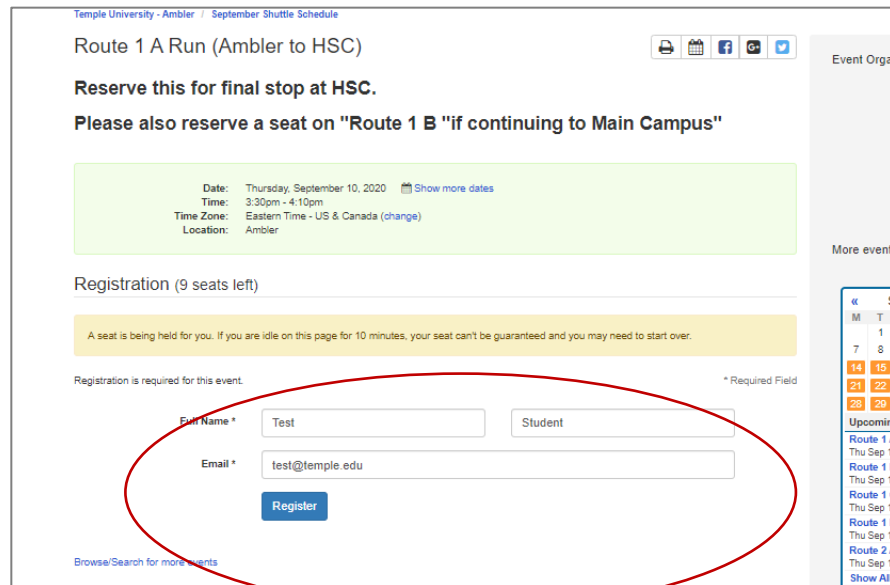 Temple University - Ambler / September Shuttle Schedule
Route 1 A Run (Ambler to HSC)
Reserve this for final stop at HSC.
Please also reserve a seat on "Route 1 B "if continuing to Main Campus"
Date: Thursday, September 10, 2020 Show more dates
Time: 3:30pm - 4:10pm
Time Zone: Eastern Time - US & Canada (change)
Location: Ambler
Registration (9 seats left)
A seat is being held for you. If you are idle on this page for 10 minutes, your seat can't be guaranteed and you may need to start over.
Registration is required for this event. * Required Field
Full Name * Test Student
Email * test@temple.edu
Register
Browse/Search for more events
Event Orga
More event
« S
M T
1
7 8
14 15
21 22
28 29
Upcomin
Route 1
Thu Sep 1
Route 1
Thu Sep 1
Route 1
Thu Sep 1
Route 1
Thu Sep 1
Route 2
Thu Sep 1
Show Al